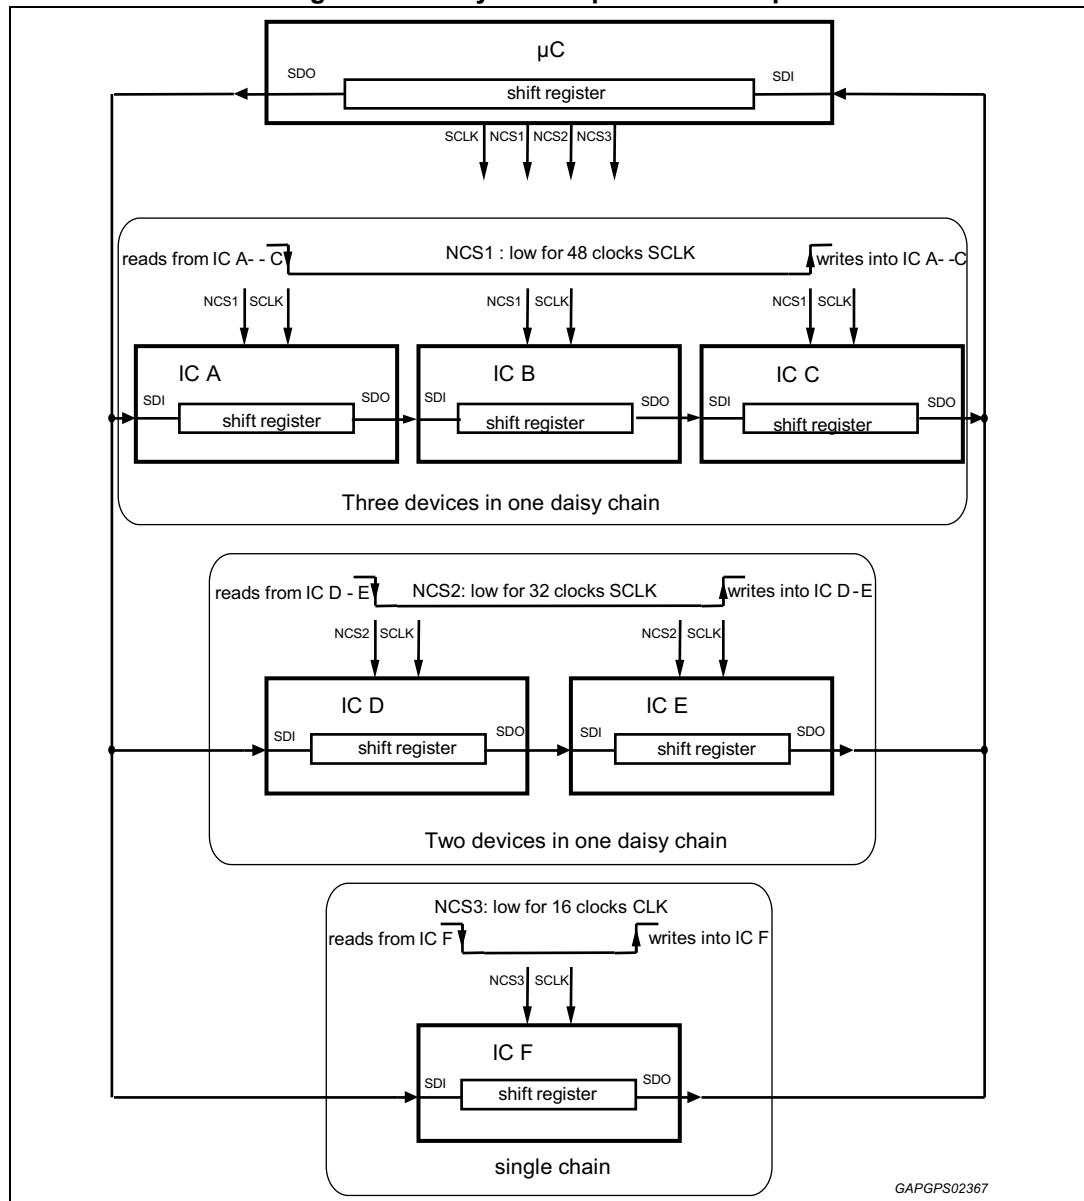 µC
SDO
SDI
shift register
SCLK NCS1 NCS2 NCS3
reads from IC A- - C
NCS1 : low for 48 clocks SCLK
writes into IC A- -C
NCS1 SCLK
NCS1 SCLK
NCS1 SCLK
IC A
IC B
IC C
SDI
SDO
SDI
SDO
SDI
SDO
shift register
shift register
shift register
Three devices in one daisy chain
reads from IC D - E
NCS2: low for 32 clocks SCLK
writes into IC D-E
NCS2 SCLK
NCS2 SCLK
IC D
IC E
SDI
SDO
SDI
SDO
shift register
shift register
Two devices in one daisy chain
NCS3: low for 16 clocks CLK
reads from IC F
writes into IC F
NCS3 SCLK
IC F
SDI
SDO
shift register
single chain
GAPGPS02367